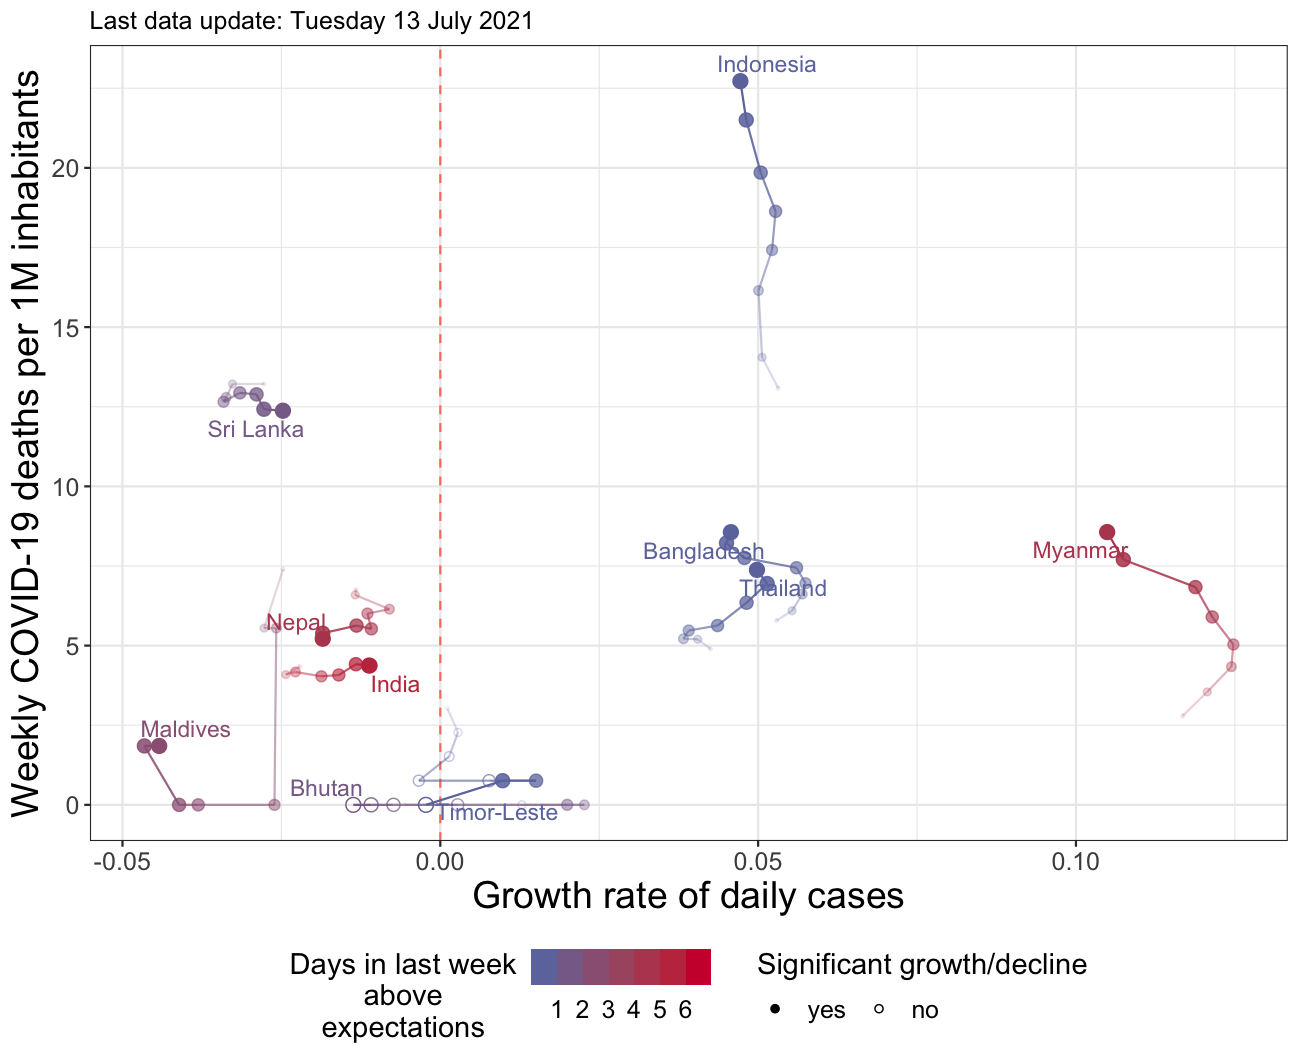 Last data update: Tuesday 13 July 2021
Weekly COVID-19 deaths per 1M inhabitants
20
15
10
5
0
Indonesia
Sri Lanka
Bangladesh
Thailand
Myanmar
Nepal
India
Maldives
Bhutan
Timor-Leste
-0.05
0.00
0.05
0.10
Growth rate of daily cases
Days in last week
above
expectations
1 2 3 4 5 6
Significant growth/decline
yes no